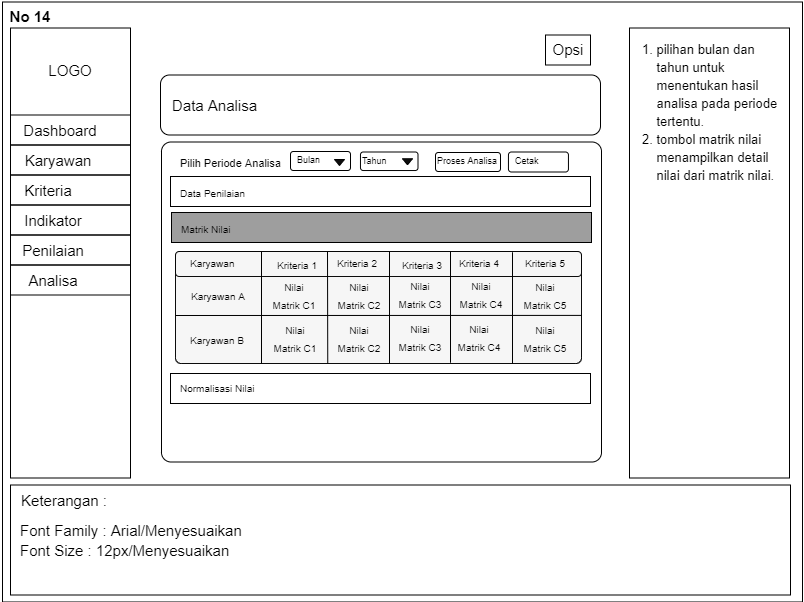 No 14
LOGO
Dashboard
Karyawan
Kriteria
Indikator
Penilaian
Analisa
Opsi
Data Analisa
Pilih Periode Analisa Bulan Tahun Proses Analisa Cetak
Data Penilaian
Matrik Nilai
Karyawan Kriteria 1 Kriteria 2 Kriteria 3 Kriteria 4 Kriteria 5
Karyawan A Nilai Matrik C1 Nilai Matrik C2 Nilai Matrik C3 Nilai Matrik C4 Nilai Matrik C5
Karyawan B Nilai Matrik C1 Nilai Matrik C2 Nilai Matrik C3 Nilai Matrik C4 Nilai Matrik C5
Normalisasi Nilai
1. pilihan bulan dan
tahun untuk
menentukan hasil
analisa pada periode
tertentu.
2. tombol matrik nilai
menampilkan detail
nilai dari matrik nilai.
Keterangan :
Font Family : Arial/Menyesuaikan
Font Size : 12px/Menyesuaikan